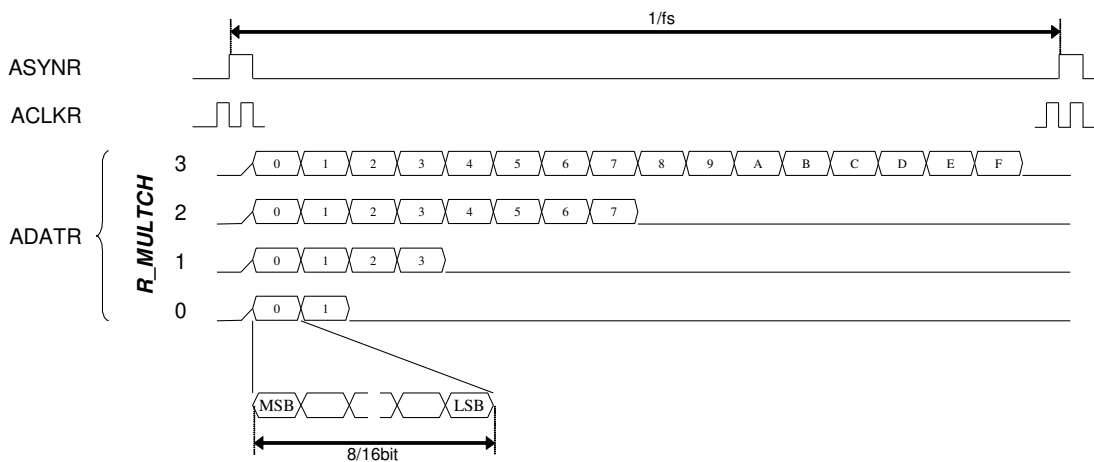 1/fs
ASYNR
ACLKR
ADATR
R_MULTCH
3 0 1 2 3 4 5 6 7 8 9 A B C D E F
2 0 1 2 3 4 5 6 7
1 0 1 2 3
0 0 1
MSB LSB
8/16bit